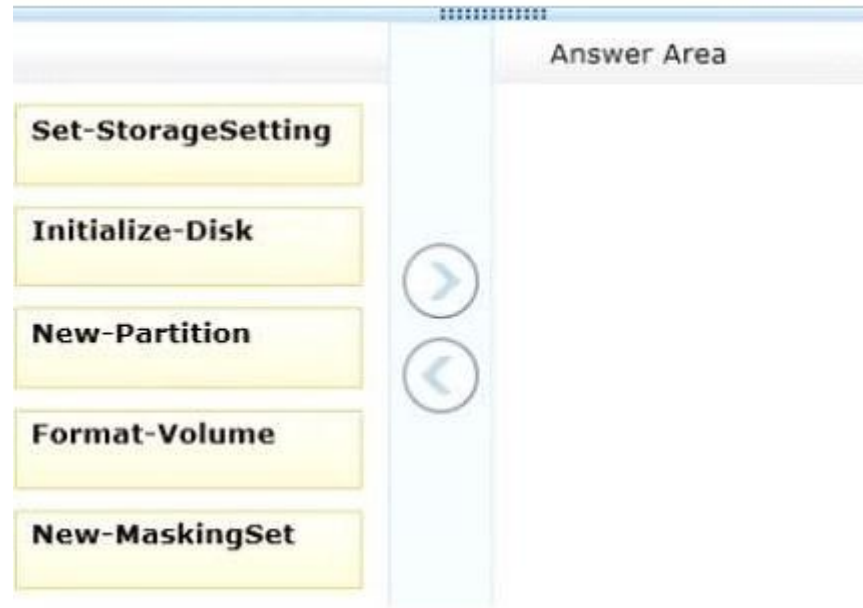 Answer Area
Set-StorageSetting
Initialize-Disk
New-Partition
Format-Volume
New-MaskingSet